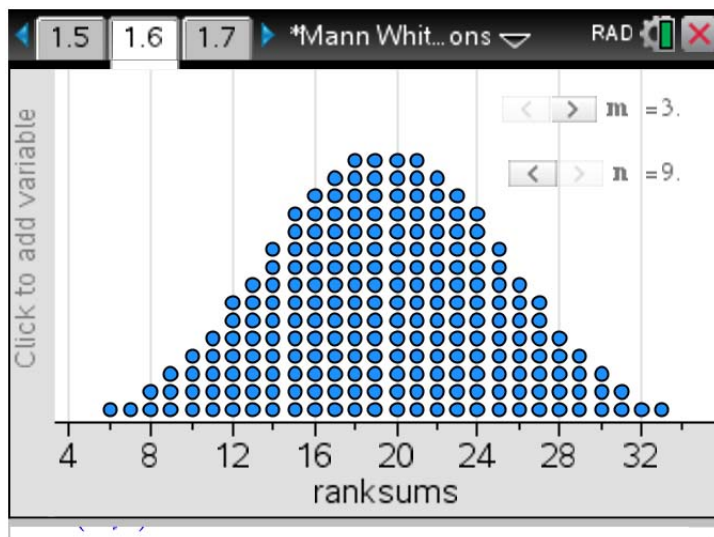 1.5 1.6 1.7 *Mann Whit...ons RAD
m =3.
n =9.
Click to add variable
4 8 12 16 20 24 28 32
ranksums